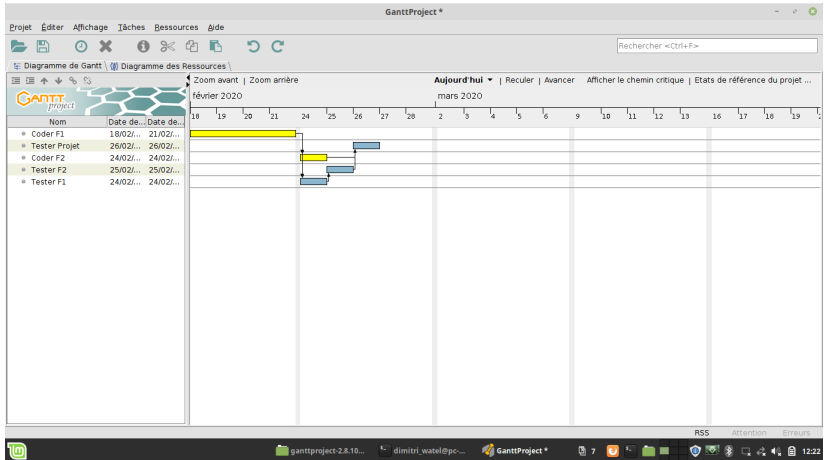 GanttProject *
Projet Éditer Affichage Tâches Ressources Aide
Rechercher <Ctrl+F>
Diagramme de Gantt \ Diagramme des Ressources \
Zoom avant | Zoom arrière Aujourd'hui | Reculer | Avancer Afficher le chemin critique | Etats de référence du projet ...
GANTT project
février 2020 mars 2020
Nom Date de... Date de...
18 19 20 21 24 25 26 27 28 2 3 4 5 6 9 10 11 12 13 16 17 18 19
Coder F1 18/02/... 21/02/...
Tester Projet 26/02/... 26/02/...
Coder F2 24/02/... 24/02/...
Tester F2 25/02/... 25/02/...
Tester F1 24/02/... 24/02/...
RSS Attention Erreurs
ganttproject-2.8.10... dimitri_watel@pc-... GanttProject * 7 12:22